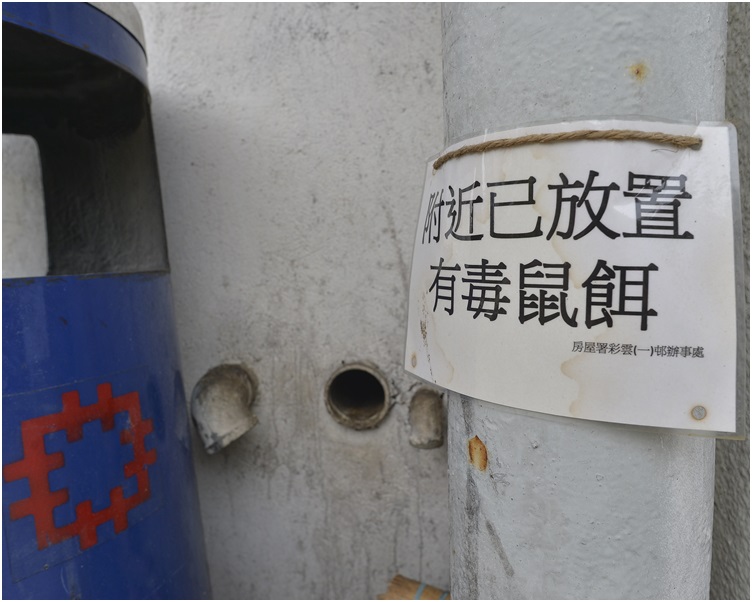 附近已放置
有毒鼠餌
房屋署彩雲(一)邨辦事處